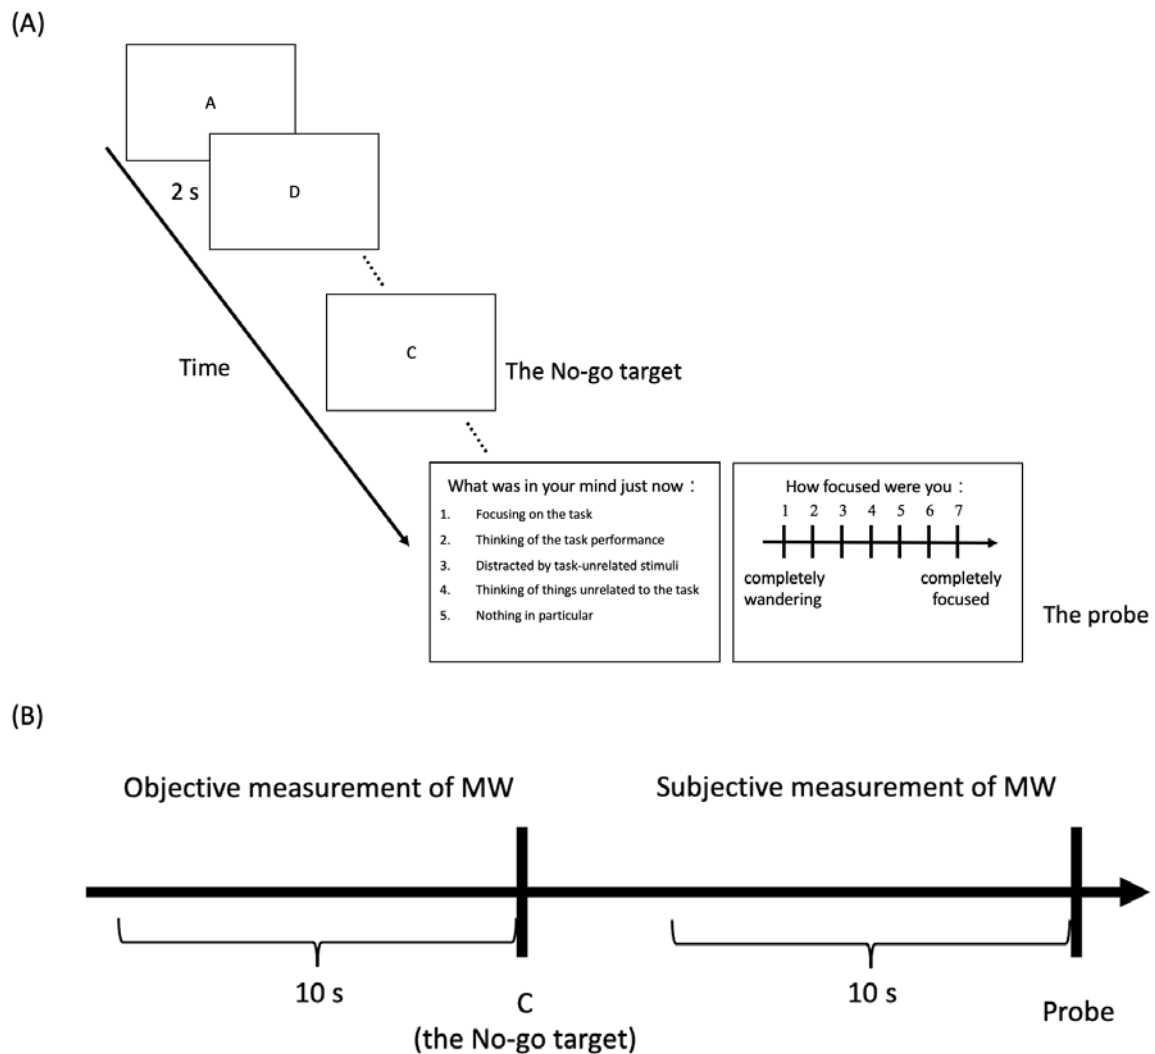 (A)
A
2 s
D
Time
C
The No-go target
What was in your mind just now：
1. Focusing on the task
2. Thinking of the task performance
3. Distracted by task-unrelated stimuli
4. Thinking of things unrelated to the task
5. Nothing in particular
How focused were you：
1 2 3 4 5 6 7
completely wandering
completely focused
The probe
(B)
Objective measurement of MW
Subjective measurement of MW
10 s
C
(the No-go target)
10 s
Probe